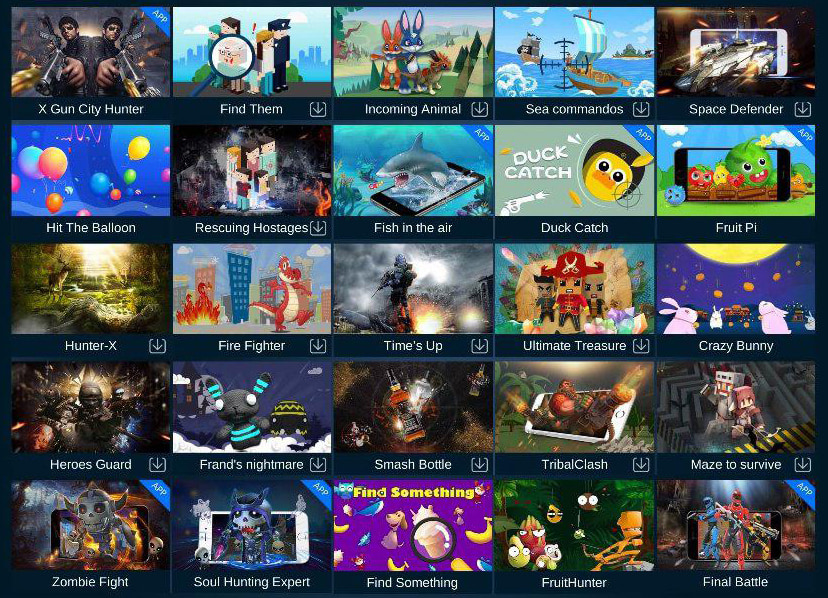 APP
X Gun City Hunter
Find Them
Incoming Animal
Sea commandos
Space Defender
APP
DUCK
CATCH
APP
APP
Hit The Balloon
Rescuing Hostages
Fish in the air
Duck Catch
Fruit Pi
Hunter-X
Fire Fighter
Time's Up
Ultimate Treasure
Crazy Bunny
Heroes Guard
Frand's nightmare
Smash Bottle
TribalClash
Maze to survive
APP
APP
Find Something
APP
Zombie Fight
Soul Hunting Expert
Find Something
FruitHunter
Final Battle